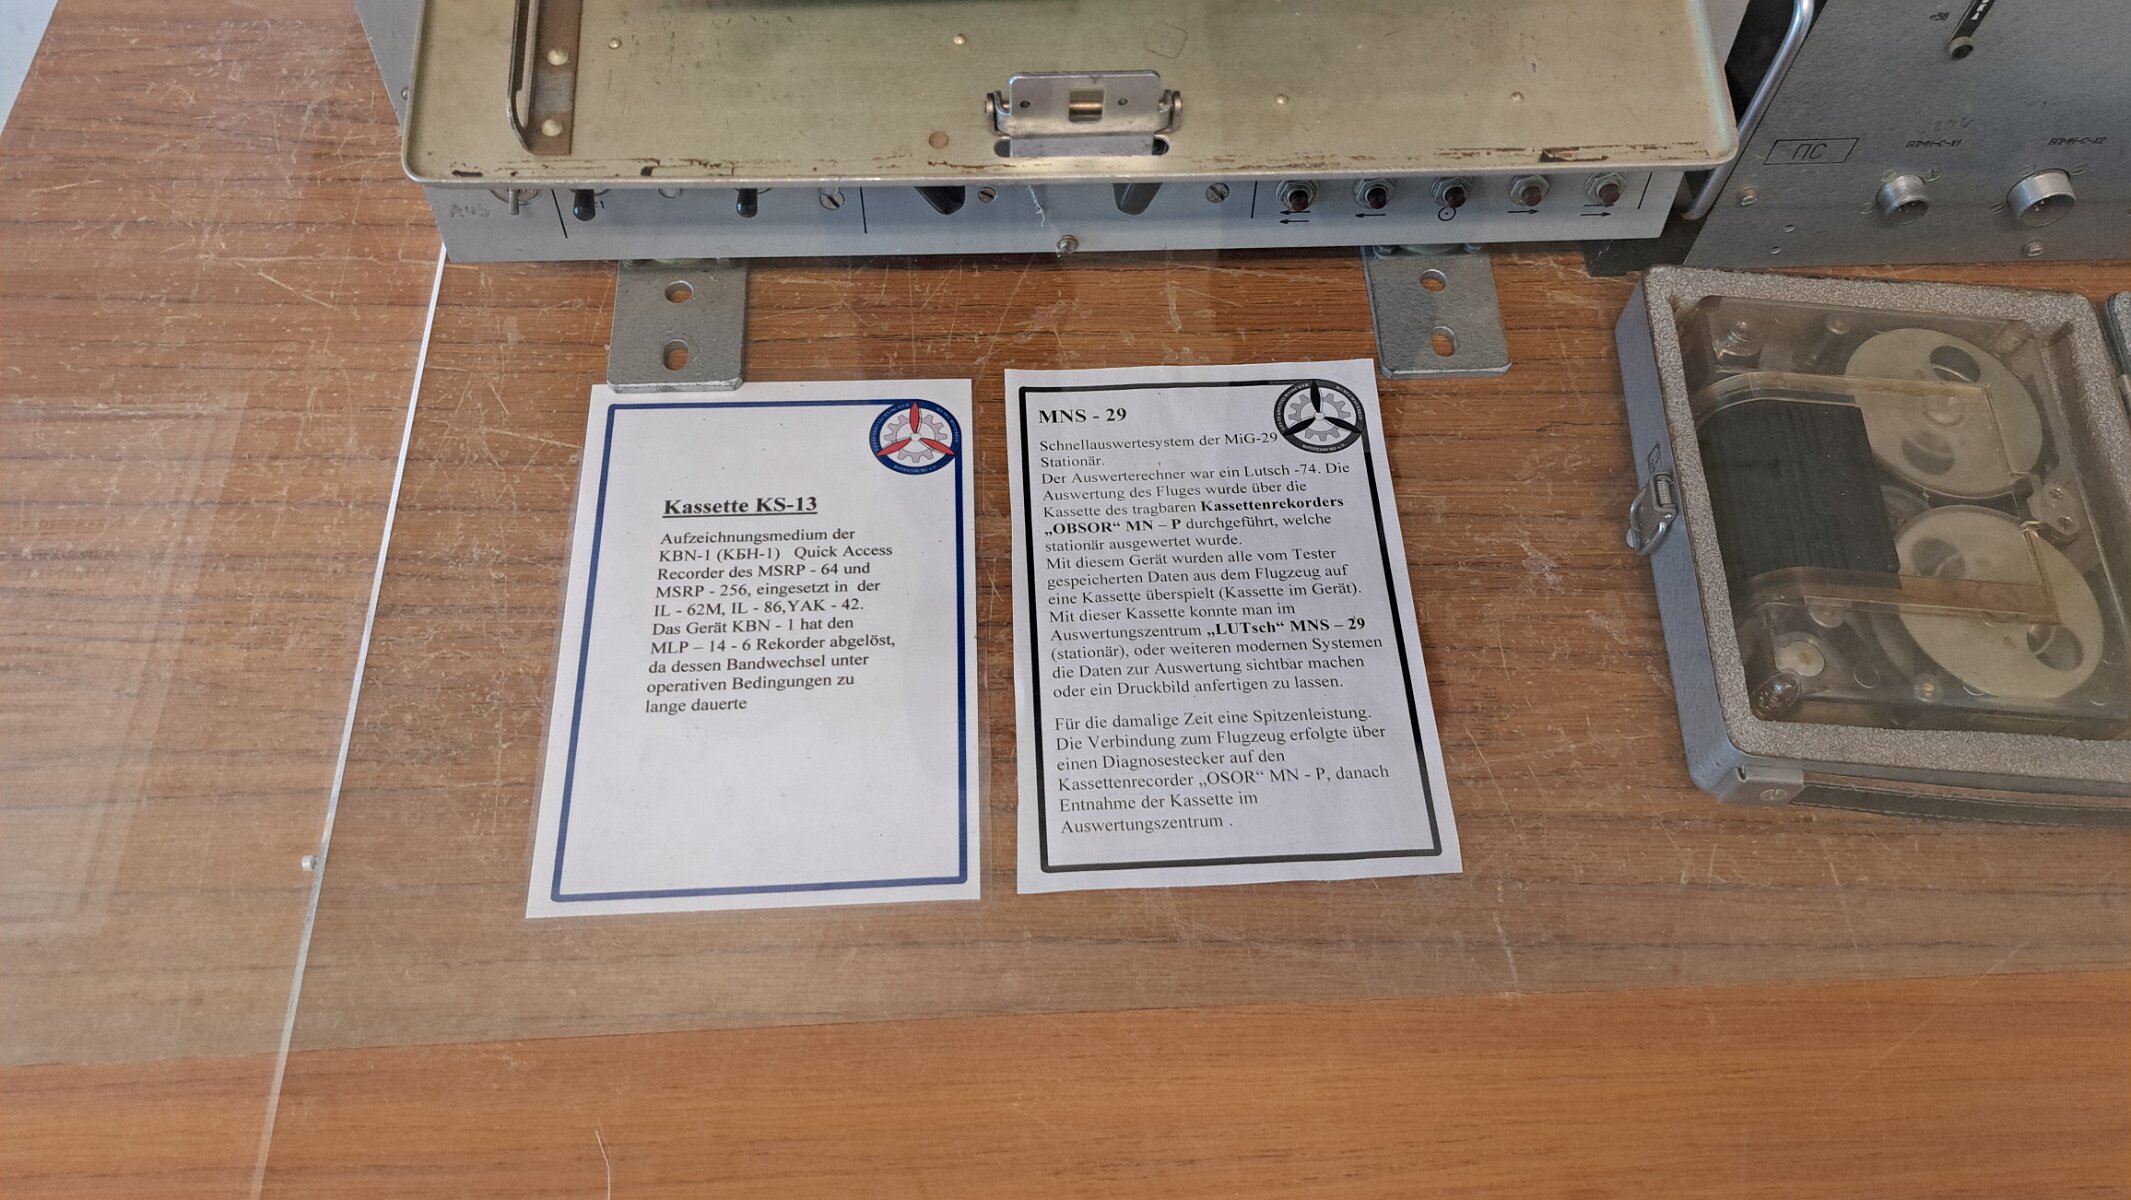 +5В
ПС
БПМН-С-Х1
БПМН-С-Х2
Aus
Kassette KS-13
Aufzeichnungsmedium der
KBN-1 (КБН-1) Quick Access
Recorder des MSRP - 64 und
MSRP - 256, eingesetzt in der
IL - 62M, IL - 86,YAK - 42.
Das Gerät KBN - 1 hat den
MLP – 14 - 6 Rekorder abgelöst,
da dessen Bandwechsel unter
operativen Bedingungen zu
lange dauerte
MNS - 29
Schnellauswertesystem der MiG-29
Stationär.
Der Auswerterechner war ein Lutsch -74. Die
Auswertung des Fluges wurde über die
Kassette des tragbaren Kassettenrekorders
„OBSOR“ MN – P durchgeführt, welche
stationär ausgewertet wurde.
Mit diesem Gerät wurden alle vom Tester
gespeicherten Daten aus dem Flugzeug auf
eine Kassette überspielt (Kassette im Gerät).
Mit dieser Kassette konnte man im
Auswertungszentrum „LUTsch“ MNS – 29
(stationär), oder weiteren modernen Systemen
die Daten zur Auswertung sichtbar machen
oder ein Druckbild anfertigen zu lassen.
Für die damalige Zeit eine Spitzenleistung.
Die Verbindung zum Flugzeug erfolgte über
einen Diagnosestecker auf den
Kassettenrecorder „OSOR“ MN - P, danach
Entnahme der Kassette im
Auswertungszentrum .